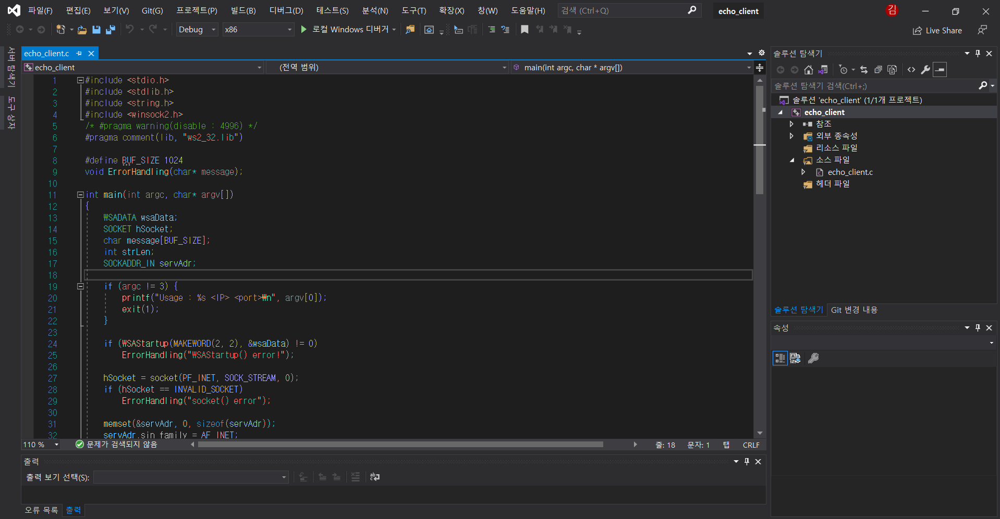 파일(F) 편집(E) 보기(V) Git(G) 프로젝트(P) 빌드(B) 디버그(D) 테스트(S) 분석(N) 도구(T) 확장(X) 창(W) 도움말(H) 검색 (Ctrl+Q) echo_client 김
Debug x86 로컬 Windows 디버거 Live Share
서버 탐색기
도구 상자
echo_client.c
echo_client (전역 범위) main(int argc, char * argv[])
1 #include <stdio.h>
2 #include <stdlib.h>
3 #include <string.h>
4 #include <winsock2.h>
5 /* #pragma warning(disable : 4996) */
6 #pragma comment(lib, "ws2_32.lib")
7
8 #define BUF_SIZE 1024
9 void ErrorHandling(char* message);
10
11 int main(int argc, char* argv[])
12 {
13 WSADATA wsaData;
14 SOCKET hSocket;
15 char message[BUF_SIZE];
16 int strLen;
17 SOCKADDR_IN servAdr;
18
19 if (argc != 3) {
20 printf("Usage : %s <IP> <port>₩n", argv[0]);
21 exit(1);
22 }
23
24 if (WSAStartup(MAKEWORD(2, 2), &wsaData) != 0)
25 ErrorHandling("WSAStartup() error!");
26
27 hSocket = socket(PF_INET, SOCK_STREAM, 0);
28 if (hSocket == INVALID_SOCKET)
29 ErrorHandling("socket() error");
30
31 memset(&servAdr, 0, sizeof(servAdr));
32 servAdr.sin_family = AF_INET;
110 % 문제가 검색되지 않음 줄: 18 문자: 1 탭 CRLF
출력
출력 보기 선택(S):
오류 목록 출력
솔루션 탐색기
솔루션 탐색기 검색(Ctrl+;)
솔루션 'echo_client' (1/1개 프로젝트)
echo_client
참조
외부 종속성
리소스 파일
소스 파일
echo_client.c
헤더 파일
솔루션 탐색기 Git 변경 내용
속성